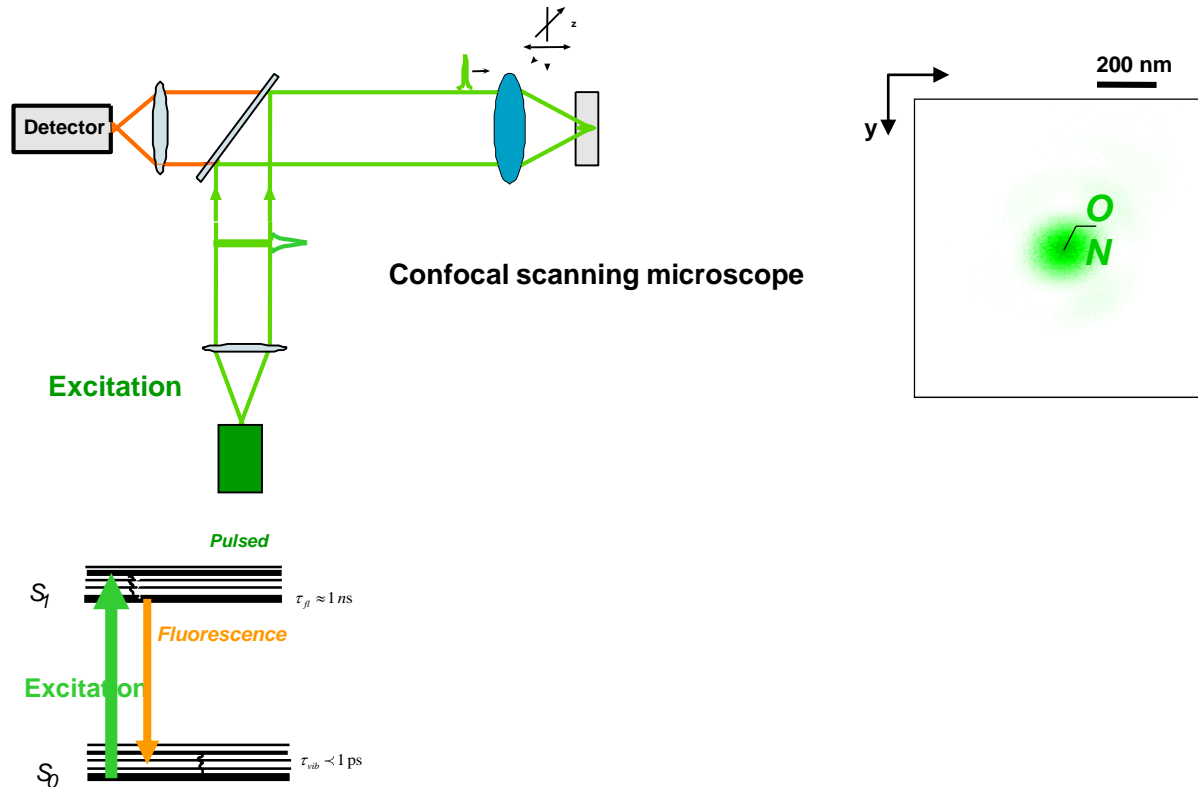 z
200 nm
Detector
y
O
N
Confocal scanning microscope
Excitation
Pulsed
S1
τfl ≈ 1 ns
Fluorescence
Excitation
S0
τvib ≺ 1 ps